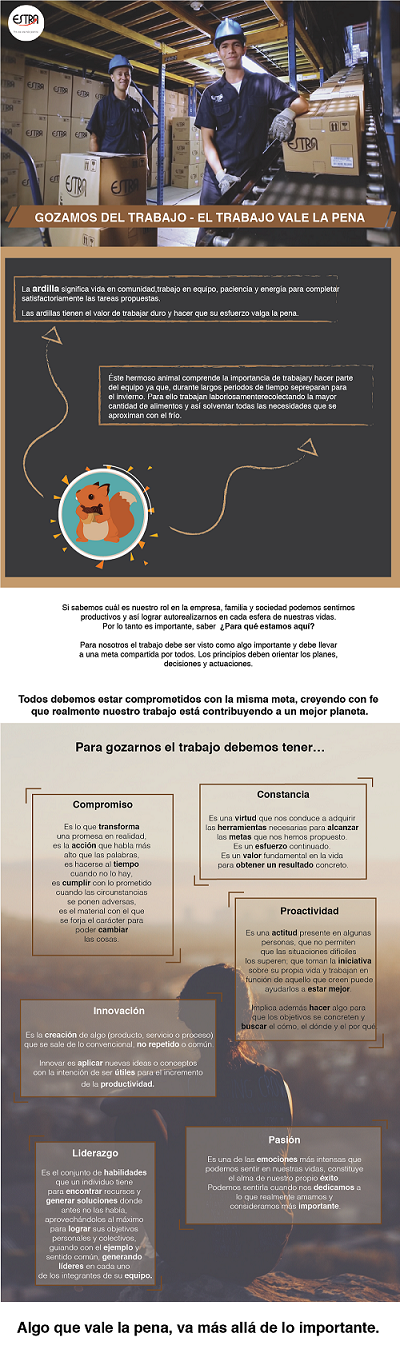 ESTRA
ESTRA
ESTRA
ESTRA
GOZAMOS DEL TRABAJO - EL TRABAJO VALE LA PENA
La ardilla significa vida en comunidad,trabajo en equipo, paciencia y energía para completar
satisfactoriamente las tareas propuestas.
Las ardillas tienen el valor de trabajar duro y hacer que su esfuerzo valga la pena.
Éste hermoso animal comprende la importancia de trabajary hacer parte
del equipo ya que, durante largos periodos de tiempo sepreparan para
el invierno. Para ello trabajan laboriosamenterecolectando la mayor
cantidad de alimentos y así solventar todas las necesidades que se
aproximan con el frío.
Si sabemos cuál es nuestro rol en la empresa, familia y sociedad podemos sentirnos
productivos y así lograr autorealizarnos en cada esfera de nuestras vidas.
Por lo tanto es importante, saber ¿Para qué estamos aquí?
Para nosotros el trabajo debe ser visto como algo importante y debe llevar
a una meta compartida por todos. Los principios deben orientar los planes,
decisiones y actuaciones.
Todos debemos estar comprometidos con la misma meta, creyendo con fe
que realmente nuestro trabajo está contribuyendo a un mejor planeta.
Para gozarnos el trabajo debemos tener…
Compromiso
Es lo que transforma
una promesa en realidad,
es la acción que habla más
alto que las palabras,
es hacerse al tiempo
cuando no lo hay,
es cumplir con lo prometido
cuando las circunstancias
se ponen adversas,
es el material con el que
se forja el carácter para
poder cambiar
las cosas.
Constancia
Es una virtud que nos conduce a adquirir
las herramientas necesarias para alcanzar
las metas que nos hemos propuesto.
Es un esfuerzo continuado.
Es un valor fundamental en la vida
para obtener un resultado concreto.
Proactividad
Es una actitud presente en algunas
personas, que no permiten
que las situaciones difíciles
los superen; que toman la iniciativa
sobre su propia vida y trabajan en
función de aquello que creen puede
ayudarlos a estar mejor.
Implica además hacer algo para
que los objetivos se concreten y
buscar el cómo, el dónde y el por qué.
Innovación
Es la creación de algo (producto, servicio o proceso)
que se sale de lo convencional, no repetido o común.
Innovar es aplicar nuevas ideas o conceptos
con la intención de ser útiles para el incremento
de la productividad.
Liderazgo
Es el conjunto de habilidades
que un individuo tiene
para encontrar recursos y
generar soluciones donde
antes no las había,
aprovechándolos al máximo
para lograr sus objetivos
personales y colectivos,
guiando con el ejemplo y
sentido común, generando
líderes en cada uno
de los integrantes de su equipo.
Pasión
Es una de las emociones más intensas que
podemos sentir en nuestras vidas, constituye
el alma de nuestro propio éxito.
Podemos sentirla cuando nos dedicamos a
lo que realmente amamos y
consideramos más importante.
Algo que vale la pena, va más allá de lo importante.